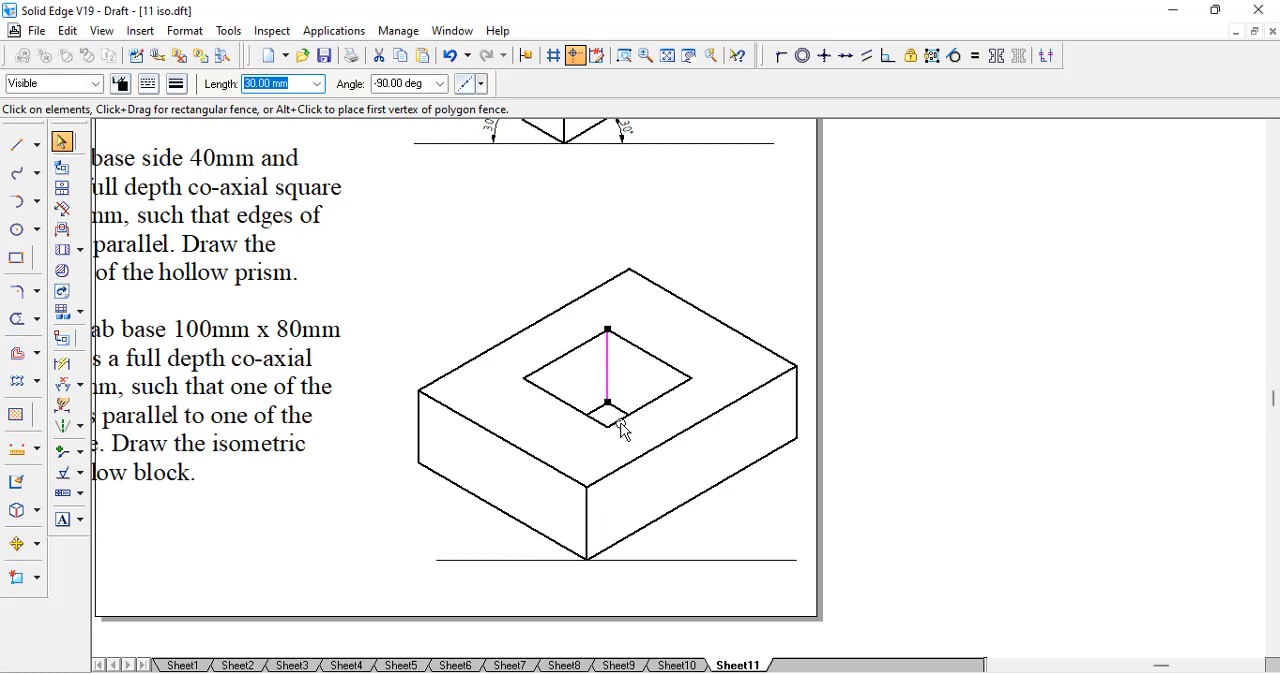 Solid Edge V19 - Draft - [11 iso.dft]
File Edit View Insert Format Tools Inspect Applications Manage Window Help
Visible Length: 30.00 mm Angle: -90.00 deg
Click on elements, Click+Drag for rectangular fence, or Alt+Click to place first vertex of polygon fence.
30°
base side 40mm and
full depth co-axial square
mm, such that edges of
parallel. Draw the
of the hollow prism.
ab base 100mm x 80mm
s a full depth co-axial
m, such that one of the
s parallel to one of the
e. Draw the isometric
low block.
A
Sheet1 Sheet2 Sheet3 Sheet4 Sheet5 Sheet6 Sheet7 Sheet8 Sheet9 Sheet10 Sheet11